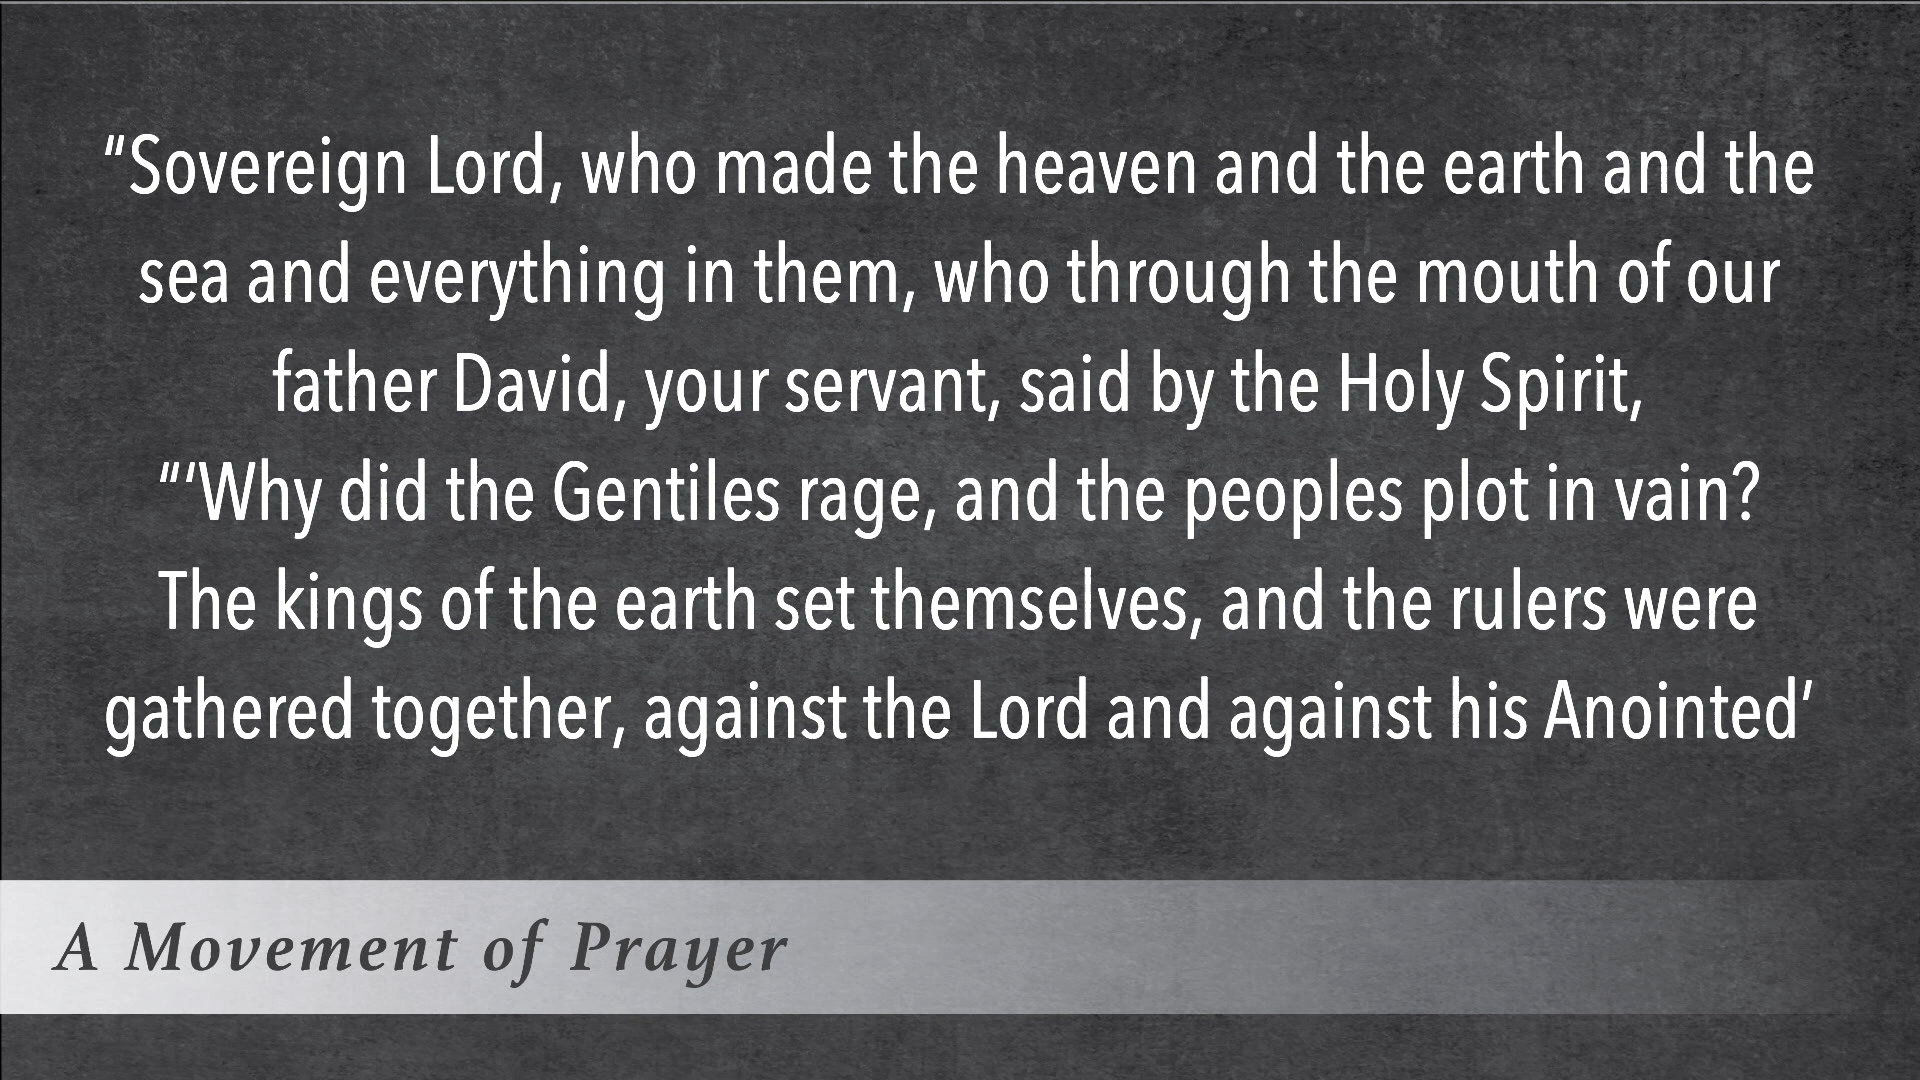 “Sovereign Lord, who made the heaven and the earth and the
sea and everything in them, who through the mouth of our
father David, your servant, said by the Holy Spirit,
“‘Why did the Gentiles rage, and the peoples plot in vain?
The kings of the earth set themselves, and the rulers were
gathered together, against the Lord and against his Anointed’
A Movement of Prayer